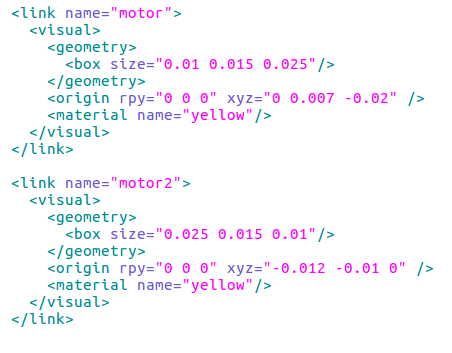 <link name="motor">
  <visual>
    <geometry>
      <box size="0.01 0.015 0.025"/>
    </geometry>
    <origin rpy="0 0 0" xyz="0 0.007 -0.02" />
    <material name="yellow"/>
  </visual>
</link>

<link name="motor2">
  <visual>
    <geometry>
      <box size="0.025 0.015 0.01"/>
    </geometry>
    <origin rpy="0 0 0" xyz="-0.012 -0.01 0" />
    <material name="yellow"/>
  </visual>
</link>